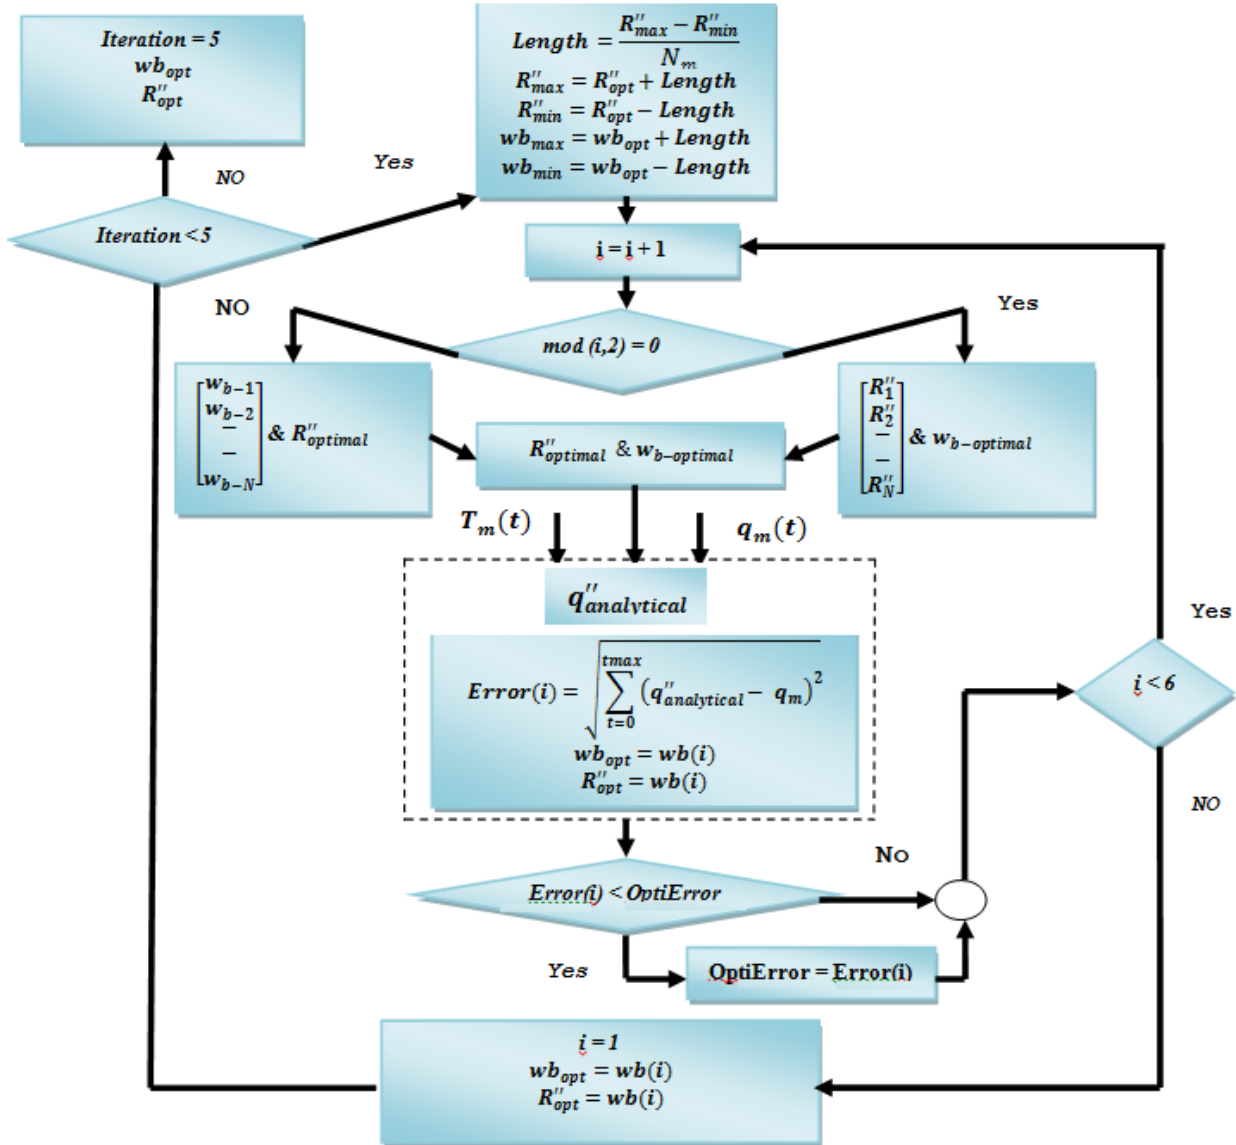 Iteration = 5
wb_opt
R''_opt
Length = (R''_max − R''_min) / N_m
R''_max = R''_opt + Length
R''_min = R''_opt − Length
wb_max = wb_opt + Length
wb_min = wb_opt − Length
NO
Yes
Iteration < 5
i = i + 1
NO
Yes
mod (i,2) = 0
[w_b−1
w_b−2
−
−
w_b−N] & R''_optimal
R''_optimal & w_b−optimal
[R''_1
R''_2
−
−
R''_N] & w_b−optimal
T_m(t)
q_m(t)
q''_analytical
Error(i) = √(∑_{t=0}^{tmax} (q''_analytical − q_m)^2)
wb_opt = wb(i)
R''_opt = wb(i)
Yes
i < 6
NO
No
Error(i) < OptiError
Yes
OptiError = Error(i)
i = 1
wb_opt = wb(i)
R''_opt = wb(i)